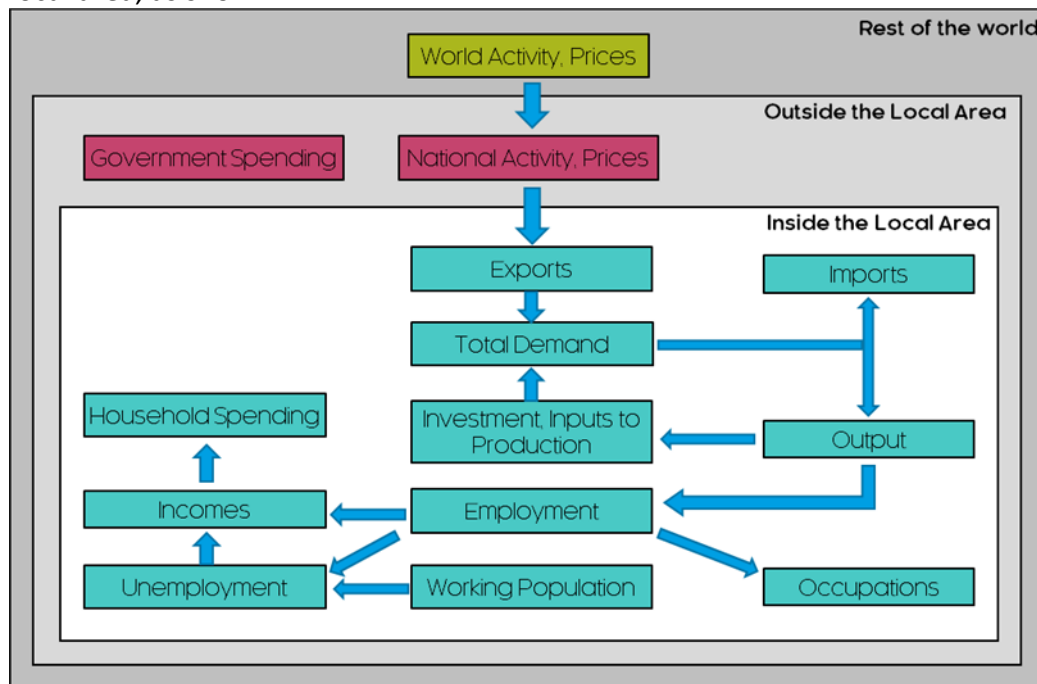 Rest of the world
World Activity, Prices
Outside the Local Area
Government Spending
National Activity, Prices
Inside the Local Area
Exports
Imports
Total Demand
Household Spending
Investment, Inputs to
Production
Output
Incomes
Employment
Unemployment
Working Population
Occupations